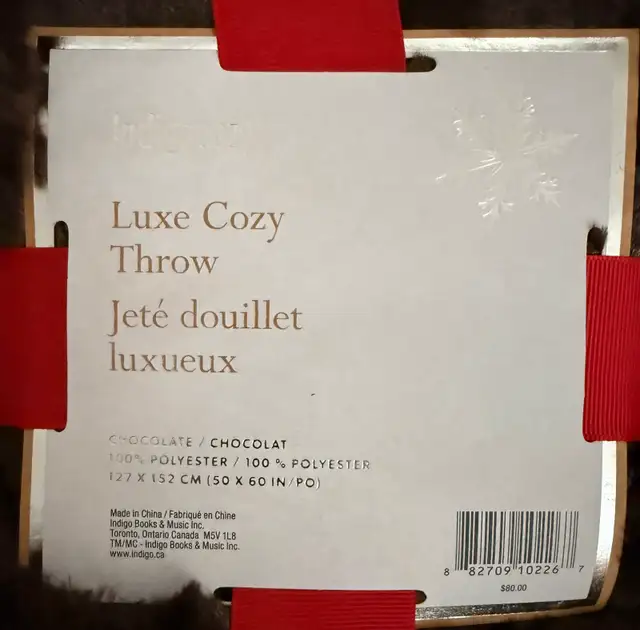 Luxe Cozy
Throw
Jeté douillet
luxueux
CHOCOLATE / CHOCOLAT
100% POLYESTER / 100 % POLYESTER
127 X 152 CM (50 X 60 IN/PO)
Made in China / Fabriqué en Chine
Indigo Books & Music Inc.
Toronto, Ontario Canada M5V 1L8
TM/MC - Indigo Books & Music Inc.
www.indigo.ca
8 82709 10226 7
$80.00